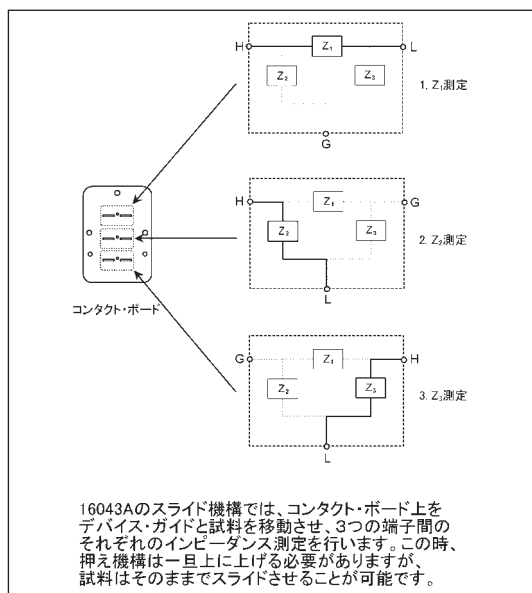 H Z₁ L
Z₂ Z₃
1. Z₁測定
G
H Z₁ G
Z₂ Z₃
2. Z₂測定
L
コンタクト・ボード
G Z₁ H
Z₂ Z₃
3. Z₃測定
L
16043Aのスライド機構では、コンタクト・ボード上を
デバイス・ガイドと試料を移動させ、3つの端子間の
それぞれのインピーダンス測定を行います。この時、
押え機構は一旦上に上げる必要がありますが、
試料はそのままでスライドさせることが可能です。